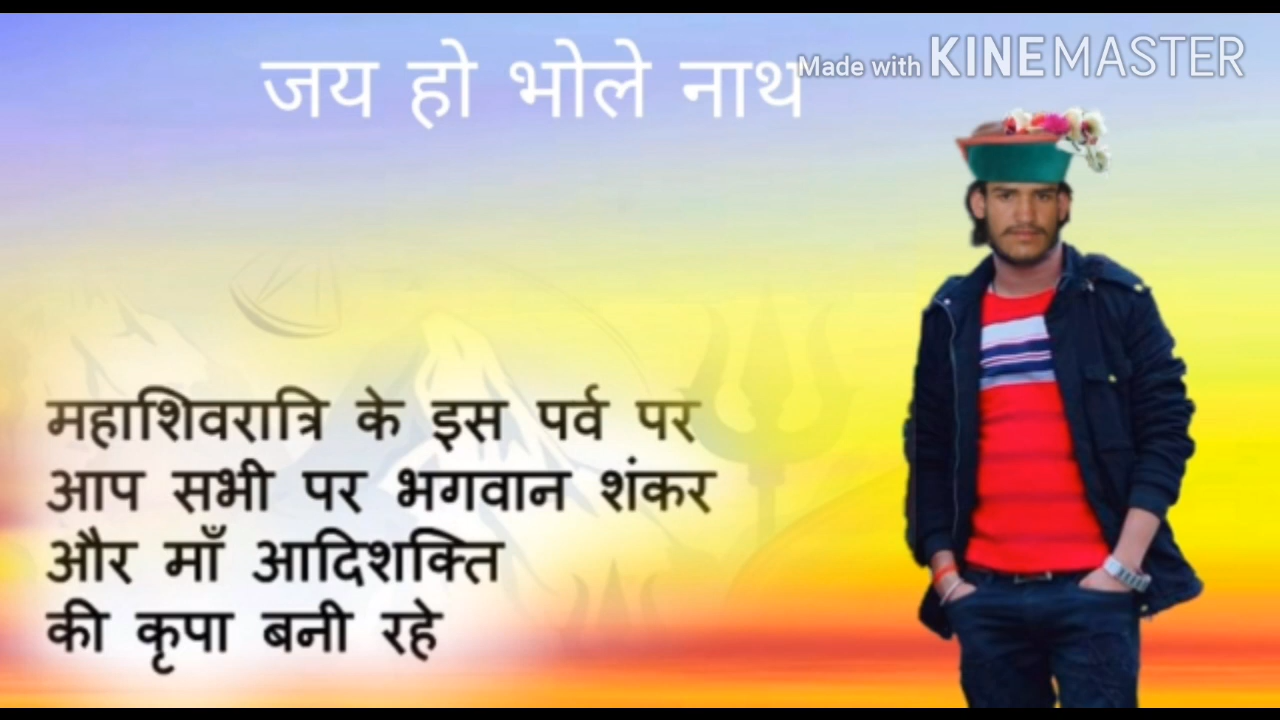 जय हो भोले नाथ
Made with KINEMASTER
महाशिवरात्रि के इस पर्व पर
आप सभी पर भगवान शंकर
और माँ आदिशक्ति
की कृपा बनी रहे